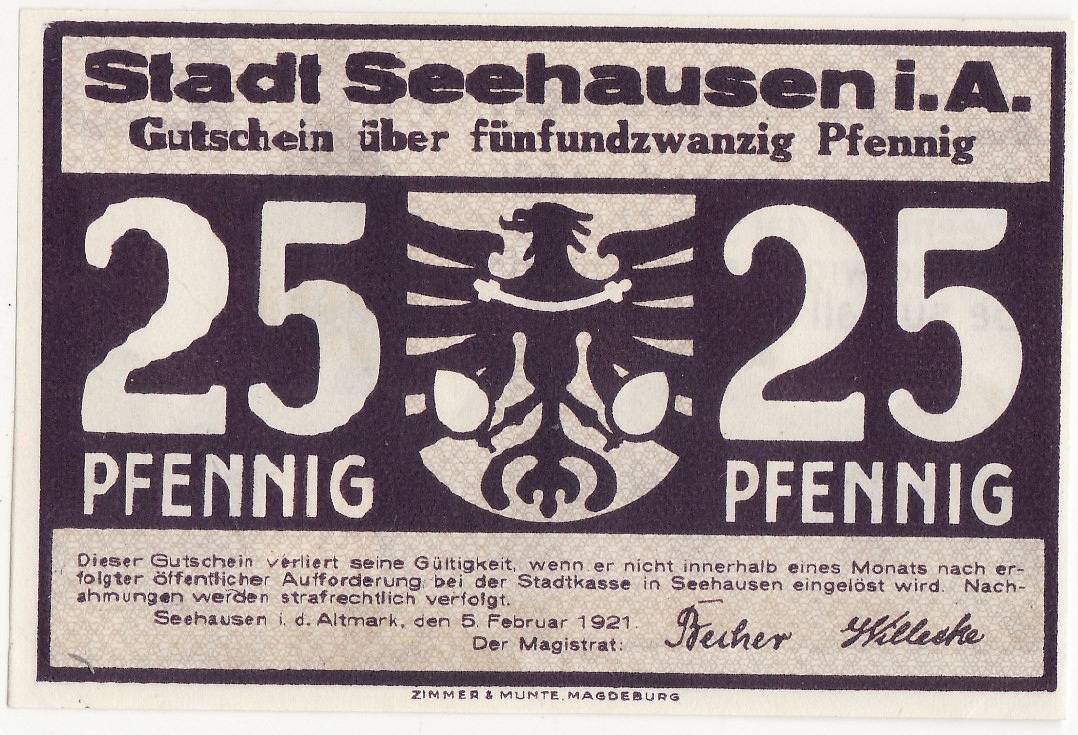 Stadt Seehausen i. A.
Gutschein über fünfundzwanzig Pfennig
25 25
PFENNIG PFENNIG
Dieser Gutschein verliert seine Gültigkeit, wenn er nicht innerhalb eines Monats nach er-
folgter öffentlicher Aufforderung bei der Stadtkasse in Seehausen eingelöst wird. Nach-
ahmungen werden strafrechtlich verfolgt.
Seehausen i. d. Altmark, den 5. Februar 1921.
Der Magistrat: Becher Willecke
ZIMMER & MUNTE, MAGDEBURG